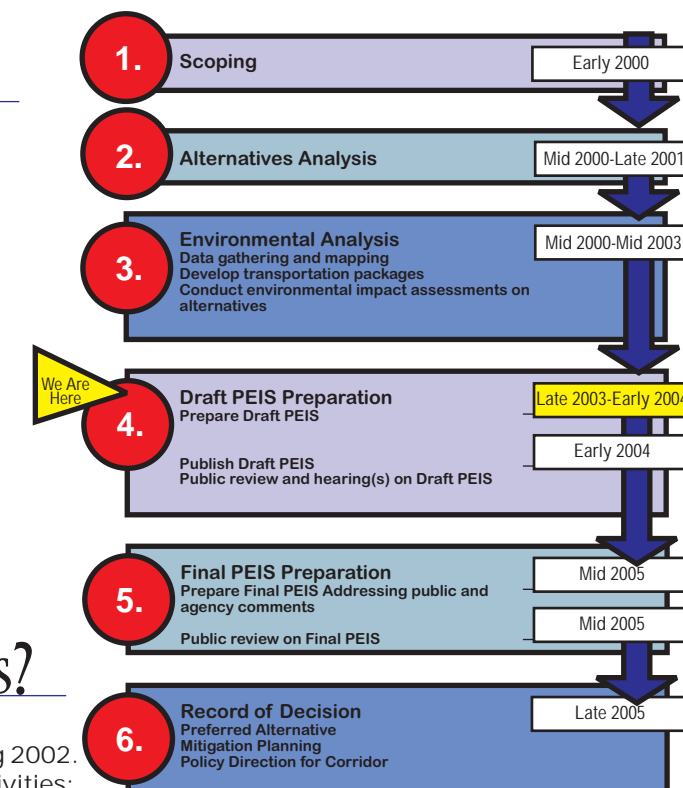 1.
Scoping
Early 2000
2.
Alternatives Analysis
Mid 2000-Late 2001
3.
Environmental Analysis
Mid 2000-Mid 2003
Data gathering and mapping
Develop transportation packages
Conduct environmental impact assessments on
alternatives
We Are
Here
4.
Draft PEIS Preparation
Late 2003-Early 2004
Prepare Draft PEIS
Early 2004
Publish Draft PEIS
Public review and hearing(s) on Draft PEIS
5.
Final PEIS Preparation
Mid 2005
Prepare Final PEIS Addressing public and
agency comments
Mid 2005
Public review on Final PEIS
s?
6.
Record of Decision
Late 2005
Preferred Alternative
Mitigation Planning
Policy Direction for Corridor
2002.